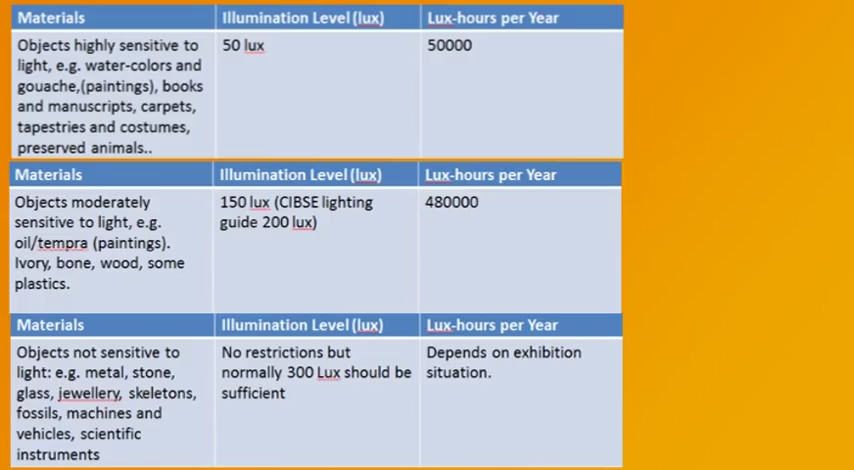 Materials Illumination Level (lux) Lux-hours per Year
Objects highly sensitive to 50 lux 50000
light, e.g. water-colors and
gouache,(paintings), books
and manuscripts, carpets,
tapestries and costumes,
preserved animals..
Materials Illumination Level (lux) Lux-hours per Year
Objects moderately 150 lux (CIBSE lighting 480000
sensitive to light, e.g. guide 200 lux)
oil/tempra (paintings).
Ivory, bone, wood, some
plastics.
Materials Illumination Level (lux) Lux-hours per Year
Objects not sensitive to No restrictions but Depends on exhibition
light: e.g. metal, stone, normally 300 Lux should be situation.
glass, jewellery, skeletons, sufficient
fossils, machines and
vehicles, scientific
instruments